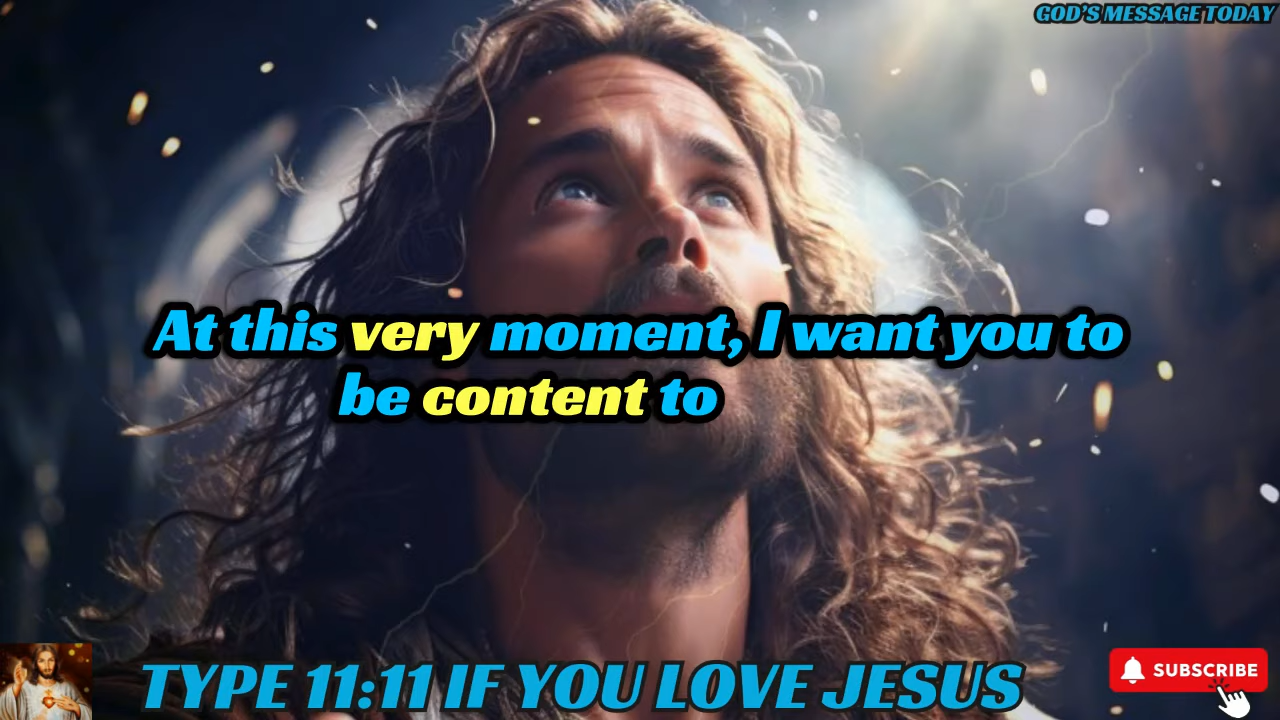 GOD'S MESSAGE TODAY
At this very moment, I want you to
be content to
TYPE 11:11 IF YOU LOVE JESUS
SUBSCRIBE